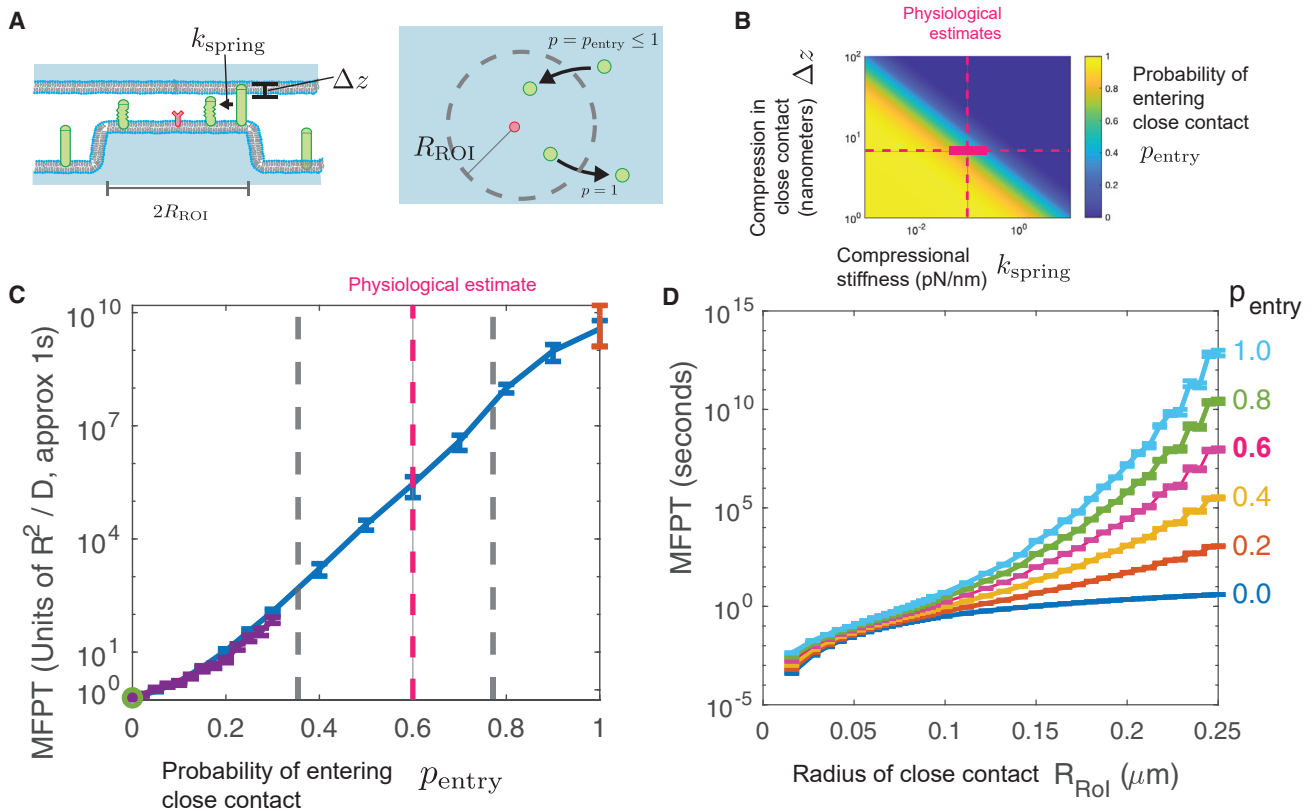 A
k_spring
Δz
2R_ROI
p = p_entry ≤ 1
R_ROI
p = 1
B
Physiological
estimates
Compression in
close contact
(nanometers)
Δz
10^2
10^1
10^0
10^-2
10^0
Compressional
stiffness (pN/nm)
k_spring
1
0.8
0.6
0.4
0.2
0
Probability of
entering
close contact
p_entry
C
Physiological estimate
MFPT (Units of R^2 / D, approx 1s)
10^10
10^7
10^4
10^1
10^0
0
0.2
0.4
0.6
0.8
1
Probability of entering
close contact
p_entry
D
p_entry
MFPT (seconds)
10^15
10^10
10^5
10^0
10^-5
1.0
0.8
0.6
0.4
0.2
0.0
0
0.05
0.1
0.15
0.2
0.25
Radius of close contact R_RoI (μm)